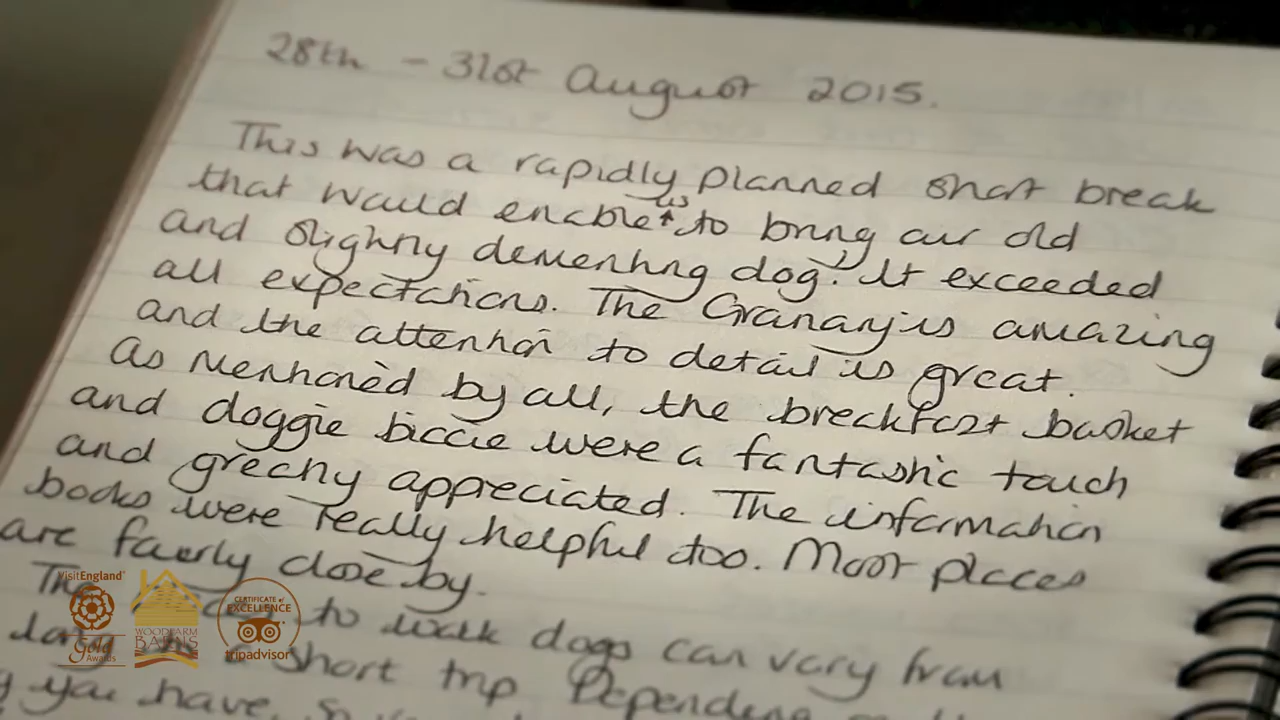 28th - 31st August 2015.
This was a rapidly planned short break
that would enable us to bring our old
and slightly dementing dog. It exceeded
all expectations. The Granary is amazing
and the attention to detail is great.
As mentioned by all, the breakfast basket
and doggie biccie were a fantastic touch
and greatly appreciated. The information
books were really helpful too. Most places
are fairly close by.
The to walk dogs can vary from
short trip. Depending
you have,
VisitEngland
Gold
Awards
WOODFARM
BARNS
CERTIFICATE of
EXCELLENCE
tripadvisor